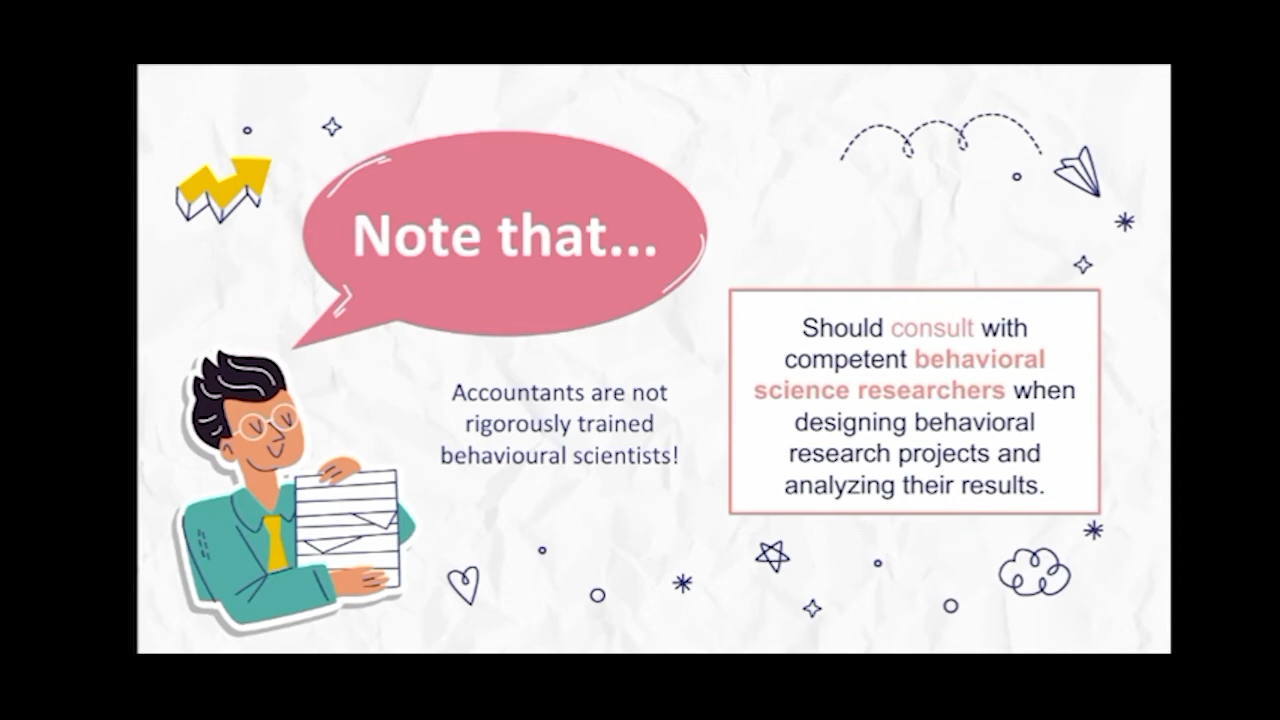 Note that...
Accountants are not
rigorously trained
behavioural scientists!
Should consult with
competent behavioral
science researchers when
designing behavioral
research projects and
analyzing their results.